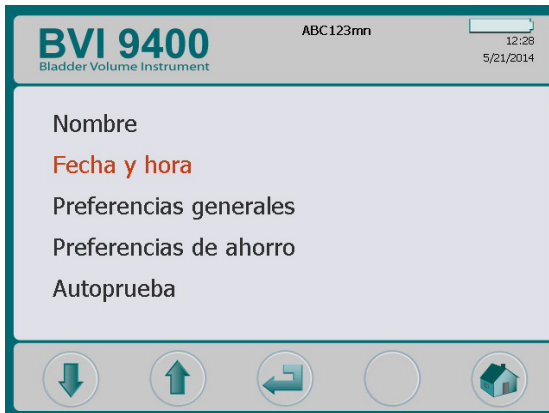 BVI 9400
Bladder Volume Instrument
ABC123mn
12:28
5/21/2014
Nombre
Fecha y hora
Preferencias generales
Preferencias de ahorro
Autoprueba